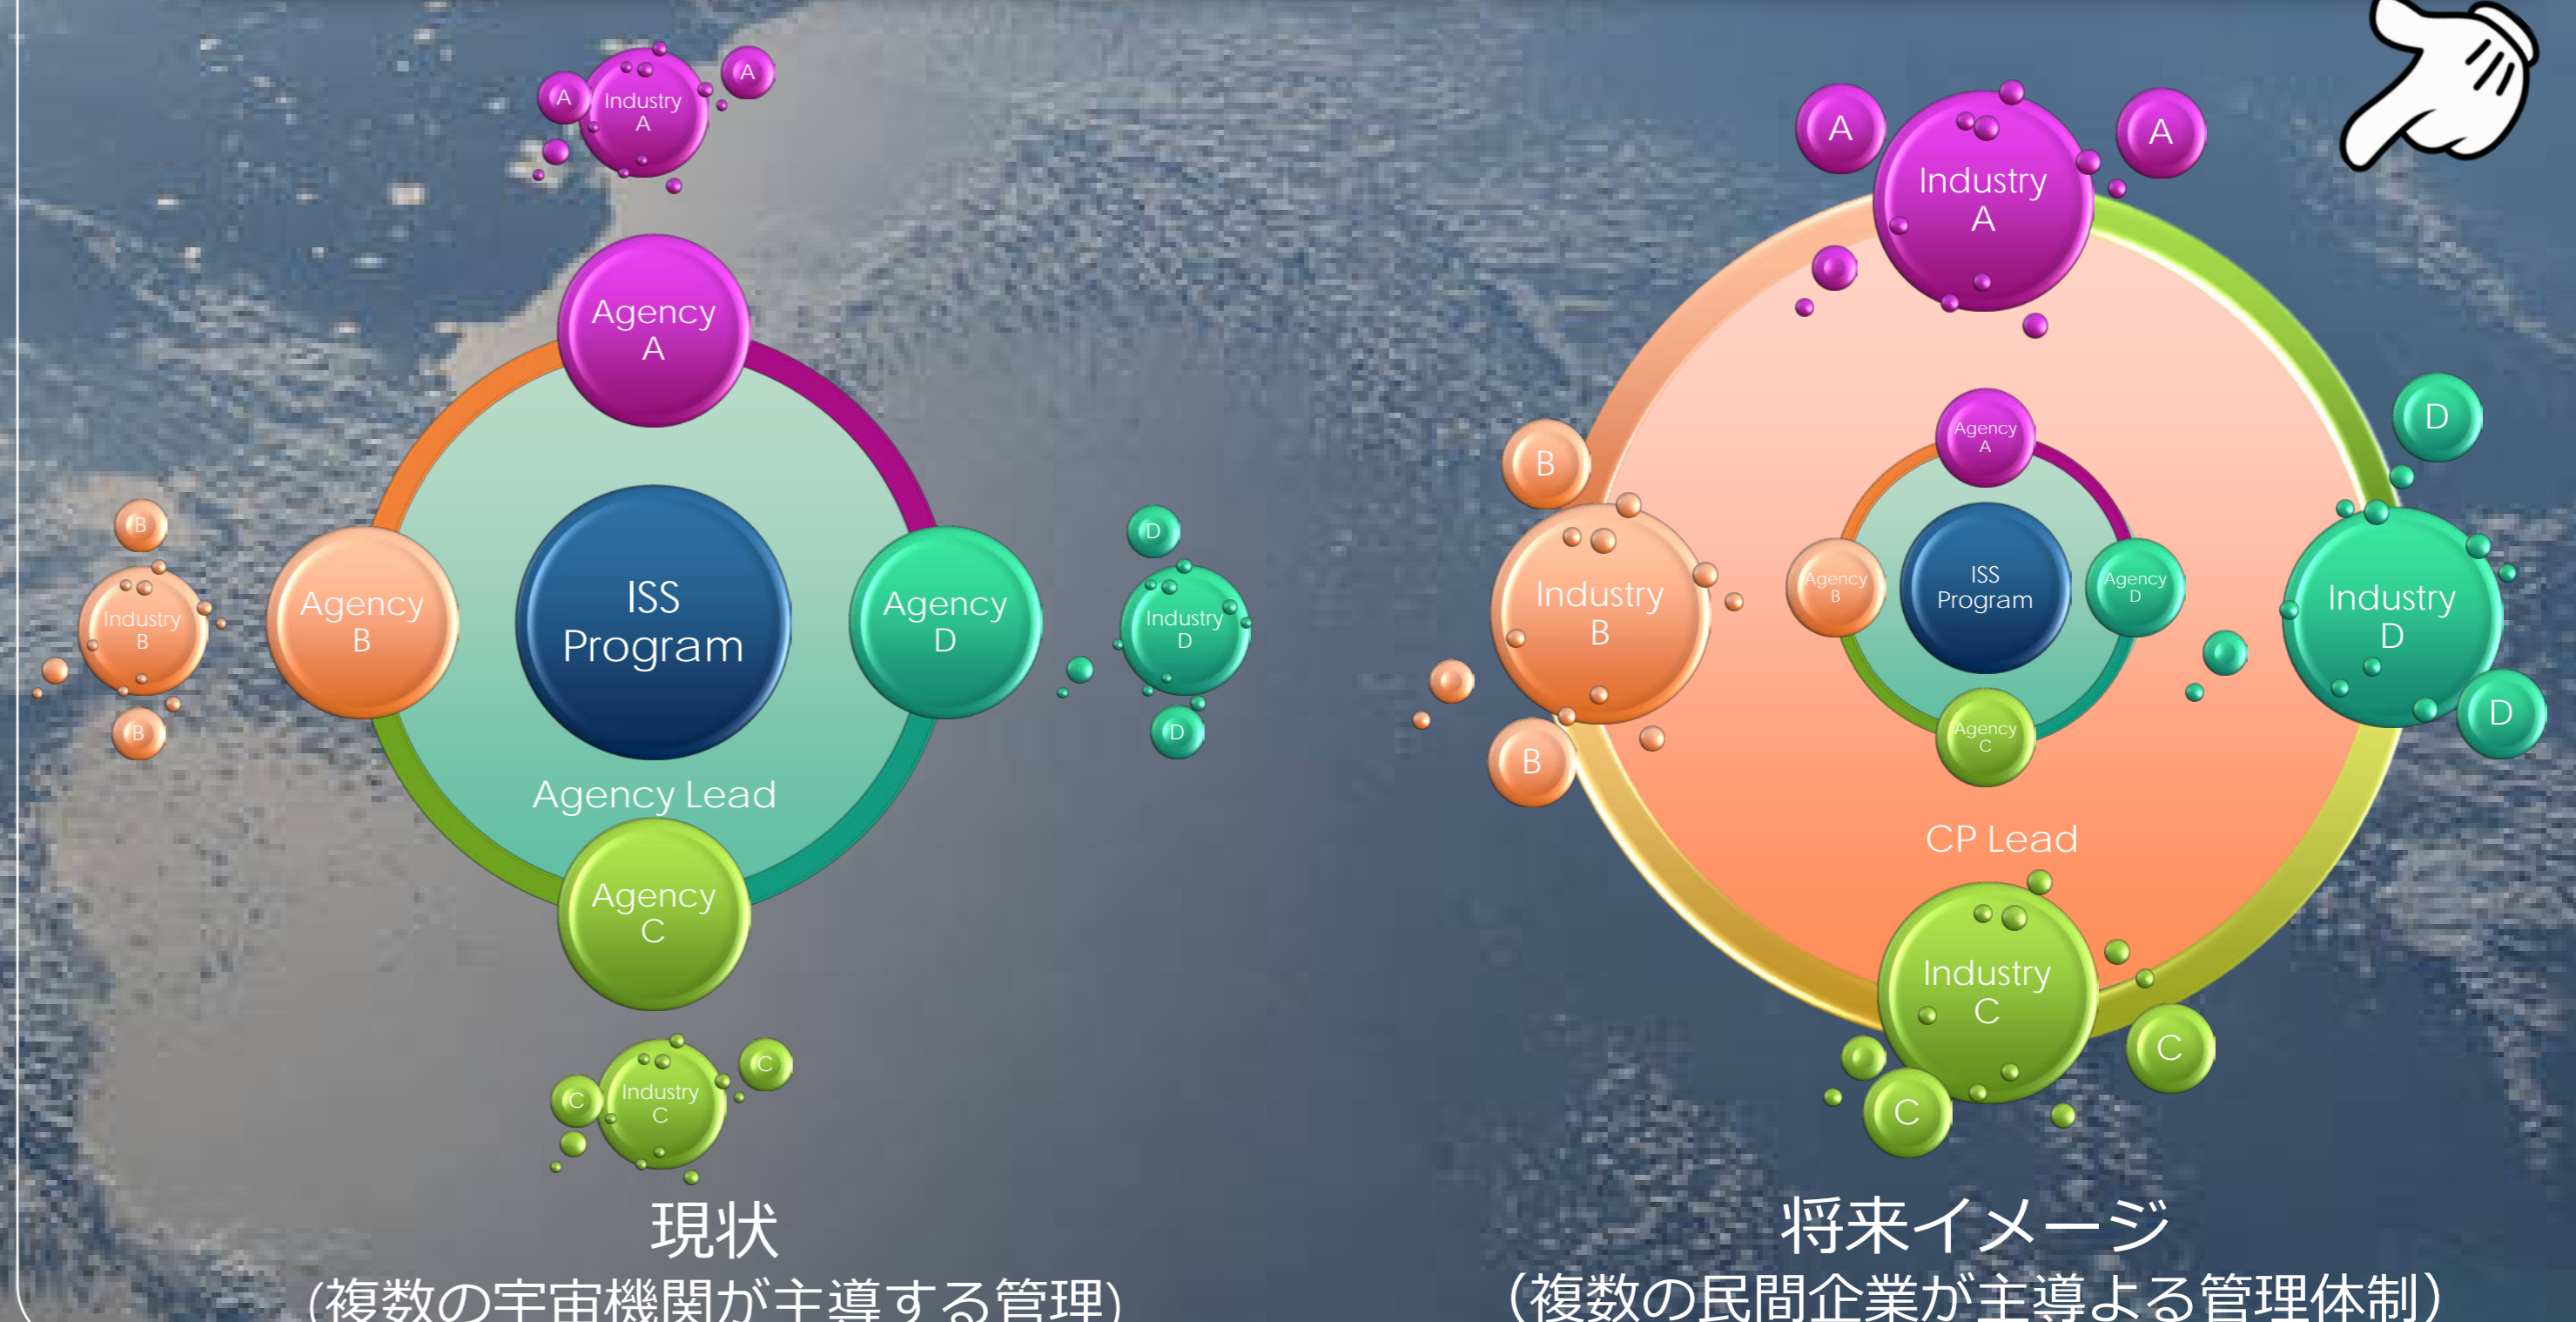 A
Industry
A
A
Agency
A
B
Industry
B
B
Agency
B
ISS
Program
Agency
D
D
Industry
D
D
Agency Lead
Agency
C
C
Industry
C
C
現状
(複数の宇宙機関が主導する管理)
A
Industry
A
A
B
Industry
B
B
Agency
A
Agency
B
ISS
Program
Agency
D
Agency
C
D
Industry
D
D
CP Lead
Industry
C
C
C
将来イメージ
（複数の民間企業が主導よる管理体制）